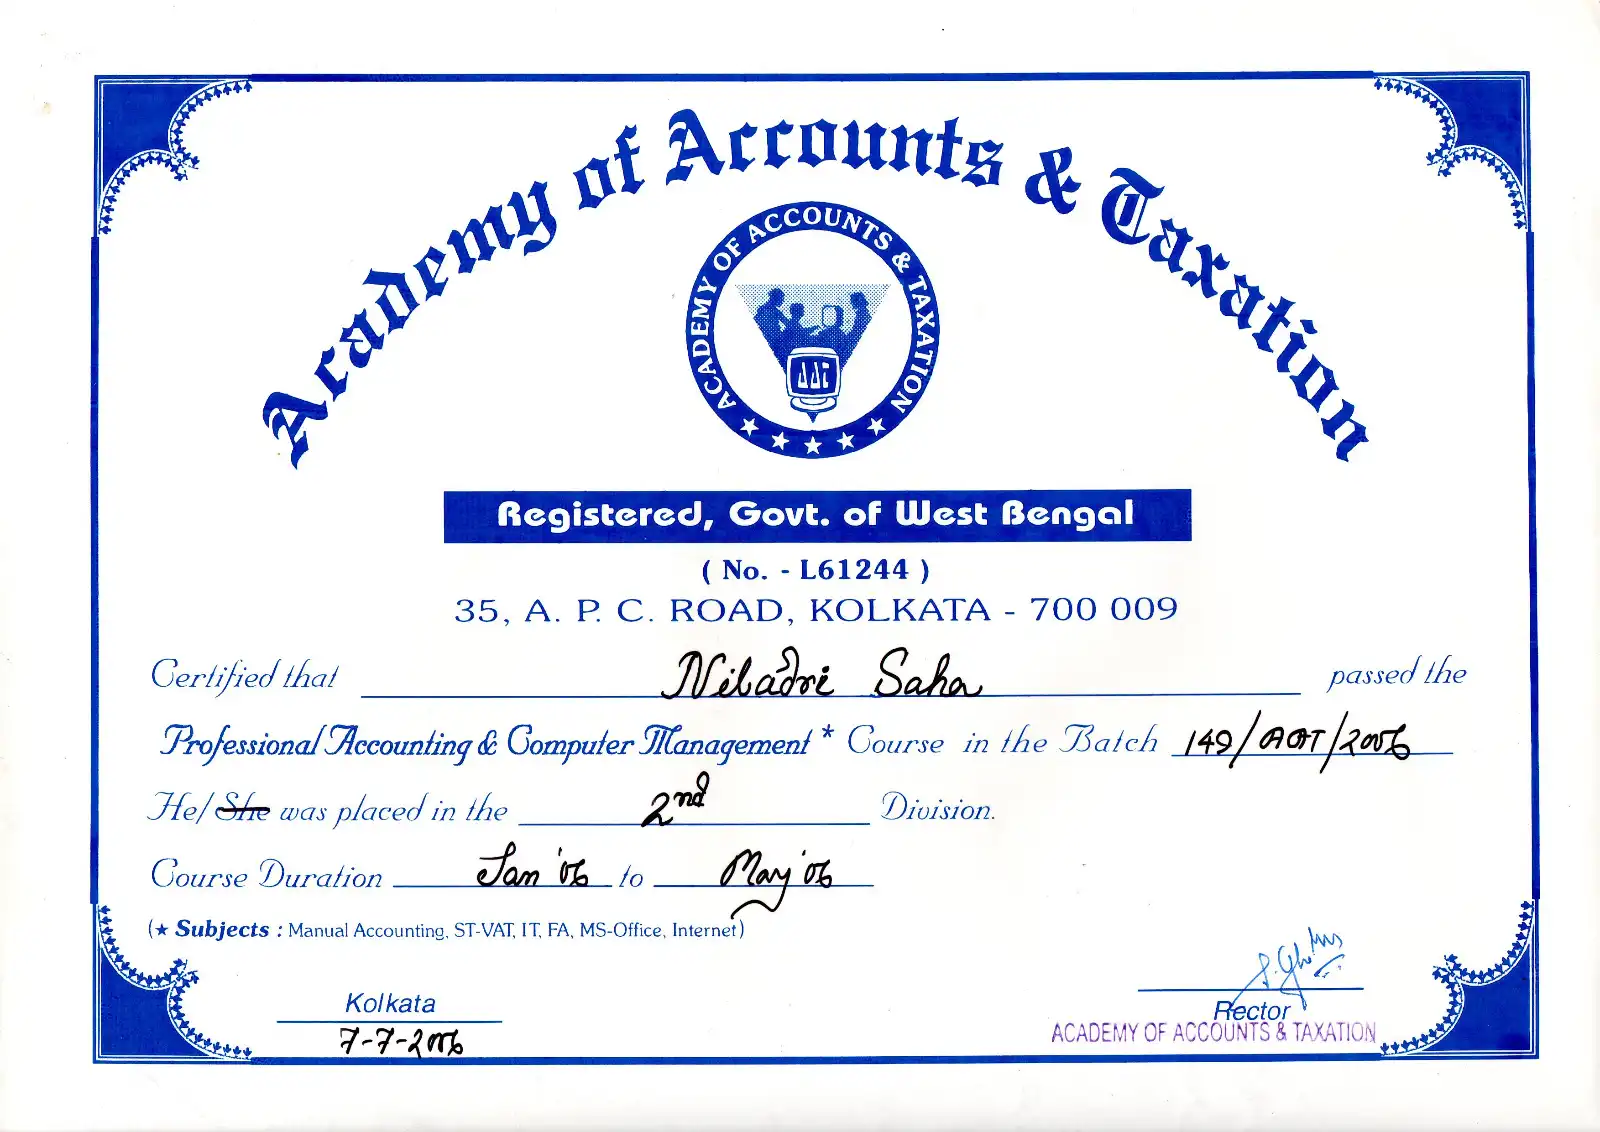 Academy of Accounts & Taxation
ACADEMY OF ACCOUNTS & TAXATION
Registered, Govt. of West Bengal
( No. - L61244 )
35, A. P. C. ROAD, KOLKATA - 700 009
Certified that Niladri Saha passed the
Professional Accounting & Computer Management * Course in the Batch 149/AAT/2006
He/ She was placed in the 2nd Division.
Course Duration Jan '06 to May '06
(★ Subjects : Manual Accounting, ST-VAT, IT, FA, MS-Office, Internet)
Kolkata
7-7-2006
Rector
ACADEMY OF ACCOUNTS & TAXATION